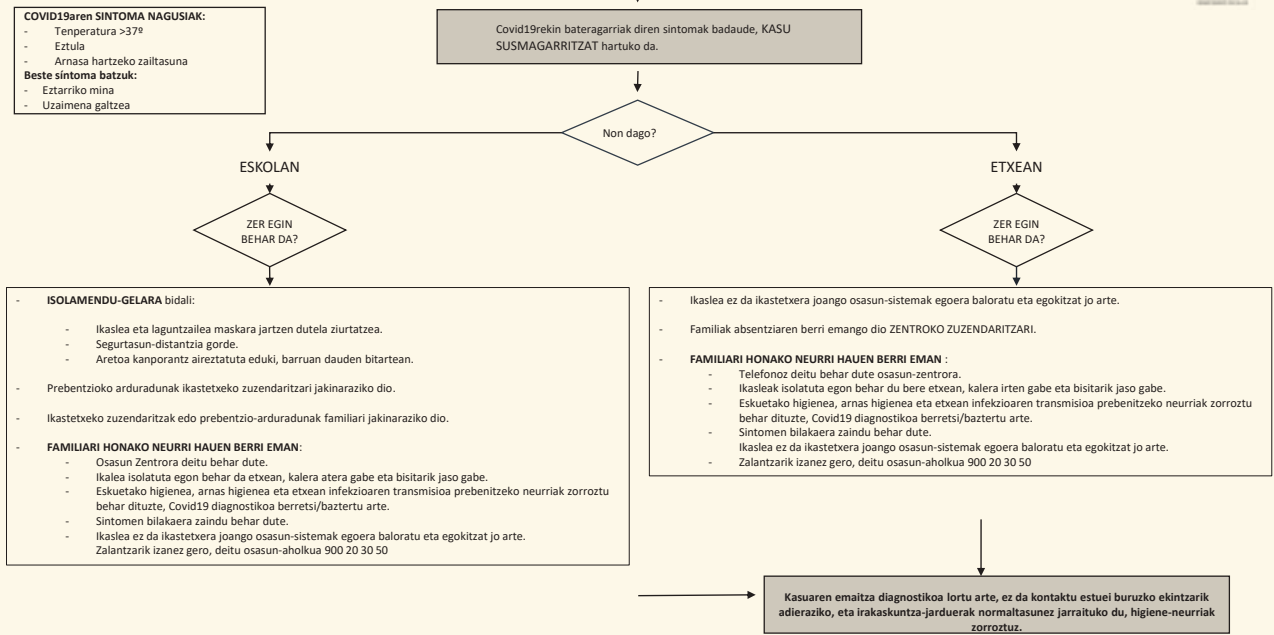 COVID19aren SINTOMA NAGUSIAK:
- Tenperatura >37º
- Eztula
- Arnasa hartzeko zailtasuna
Beste síntoma batzuk:
- Eztarriko mina
- Uzaimena galtzea
Covid19rekin bateragarriak diren sintomak badaude, KASU
SUSMAGARRITZAT hartuko da.
Non dago?
ESKOLAN
ZER EGIN
BEHAR DA?
- ISOLAMENDU-GELARA bidali:
- Ikaslea eta laguntzailea maskara jartzen dutela ziurtatzea.
- Segurtasun-distantzia gorde.
- Aretoa kanporantz aireztatuta eduki, barruan dauden bitartean.
- Prebentzioko arduradunak ikastetxeko zuzendaritzari jakinaraziko dio.
- Ikastetxeko zuzendaritzak edo prebentzio-arduradunak familiari jakinaraziko dio.
- FAMILIARI HONAKO NEURRI HAUEN BERRI EMAN:
- Osasun Zentrora deitu behar dute.
- Ikalea isolatuta egon behar da etxean, kalera atera gabe eta bisitarik jaso gabe.
- Eskuetako higienea, arnas higienea eta etxean infekzioaren transmisioa prebenitzeko neurriak zorroztu
behar dituzte, Covid19 diagnostikoa berretsi/baztertu arte.
- Sintomen bilakaera zaindu behar dute.
- Ikaslea ez da ikastetxera joango osasun-sistemak egoera baloratu eta egokitzat jo arte.
Zalantzarik izanez gero, deitu osasun-aholkua 900 20 30 50
ETXEAN
ZER EGIN
BEHAR DA?
- Ikaslea ez da ikastetxera joango osasun-sistemak egoera baloratu eta egokitzat jo arte.
- Familiak absentziaren berri emango dio ZENTROKO ZUZENDARITZARI.
- FAMILIARI HONAKO NEURRI HAUEN BERRI EMAN :
- Telefonoz deitu behar dute osasun-zentrora.
- Ikasleak isolatuta egon behar du bere etxean, kalera irten gabe eta bisitarik jaso gabe.
- Eskuetako higienea, arnas higienea eta etxean infekzioaren transmisioa prebenitzeko neurriak zorroztu
behar dituzte, Covid19 diagnostikoa berretsi/baztertu arte.
- Sintomen bilakaera zaindu behar dute.
Ikaslea ez da ikastetxera joango osasun-sistemak egoera baloratu eta egokitzat jo arte.
- Zalantzarik izanez gero, deitu osasun-aholkua 900 20 30 50
Kasuaren emaitza diagnostikoa lortu arte, ez da kontaktu estuei buruzko ekintzarik
adieraziko, eta irakaskuntza-jarduerak normaltasunez jarraituko du, higiene-neurriak
zorroztuz.